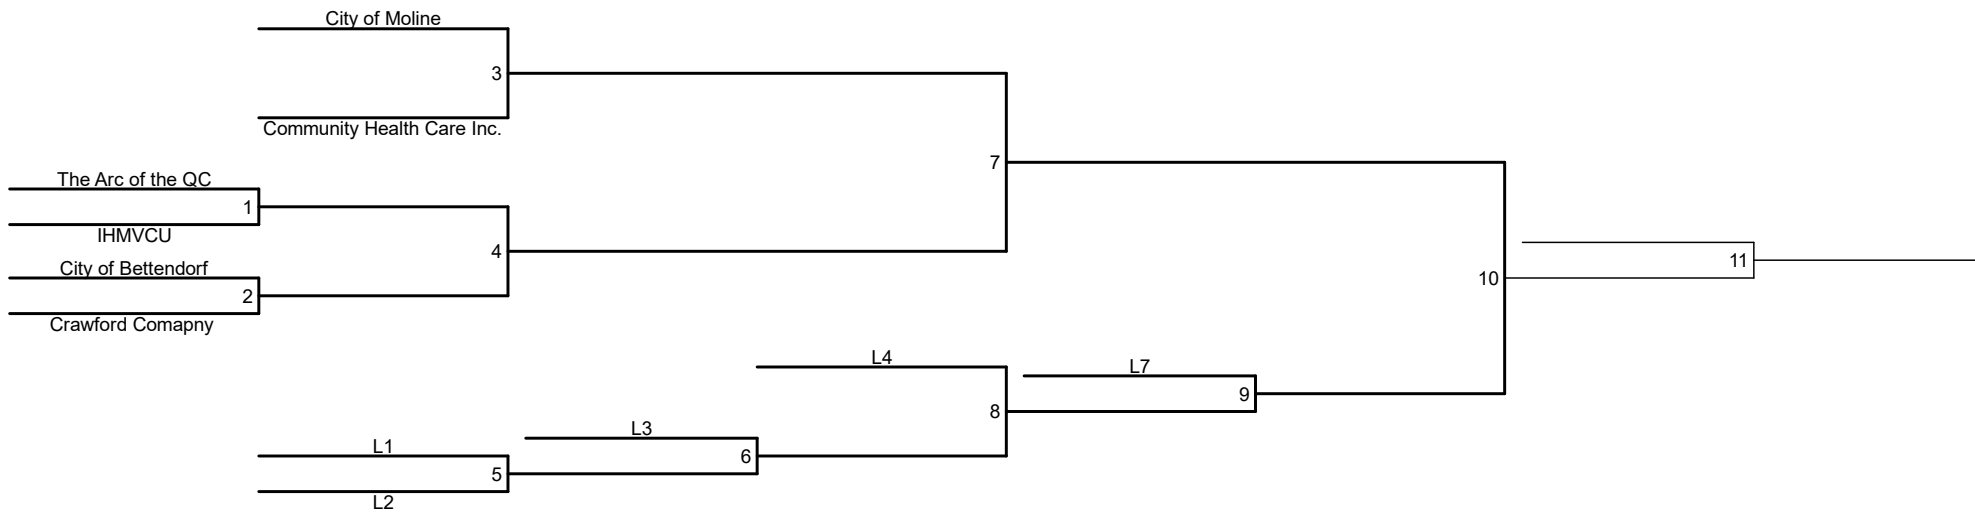 City of Moline
3
Community Health Care Inc.
7
The Arc of the QC
1
IHMVCU
4
City of Bettendorf
2
Crawford Comapny
11
10
L4
L7
9
8
L3
6
L1
5
L2